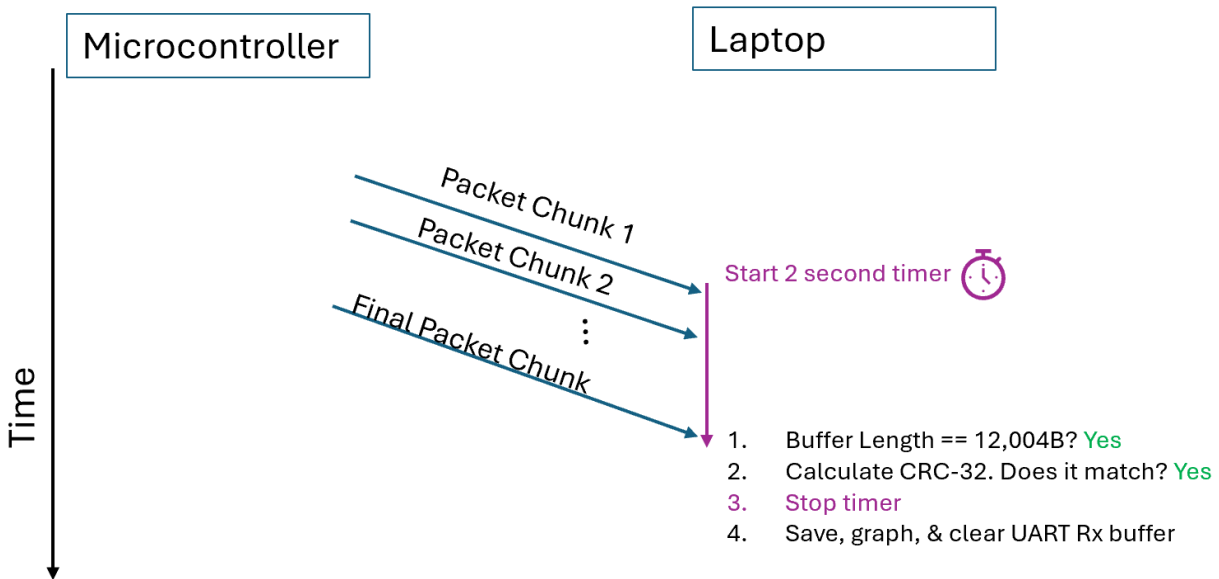 Microcontroller
Laptop
Packet Chunk 1
Packet Chunk 2
Start 2 second timer
Final Packet Chunk
Time
1. Buffer Length == 12,004B? Yes
2. Calculate CRC-32. Does it match? Yes
3. Stop timer
4. Save, graph, & clear UART Rx buffer